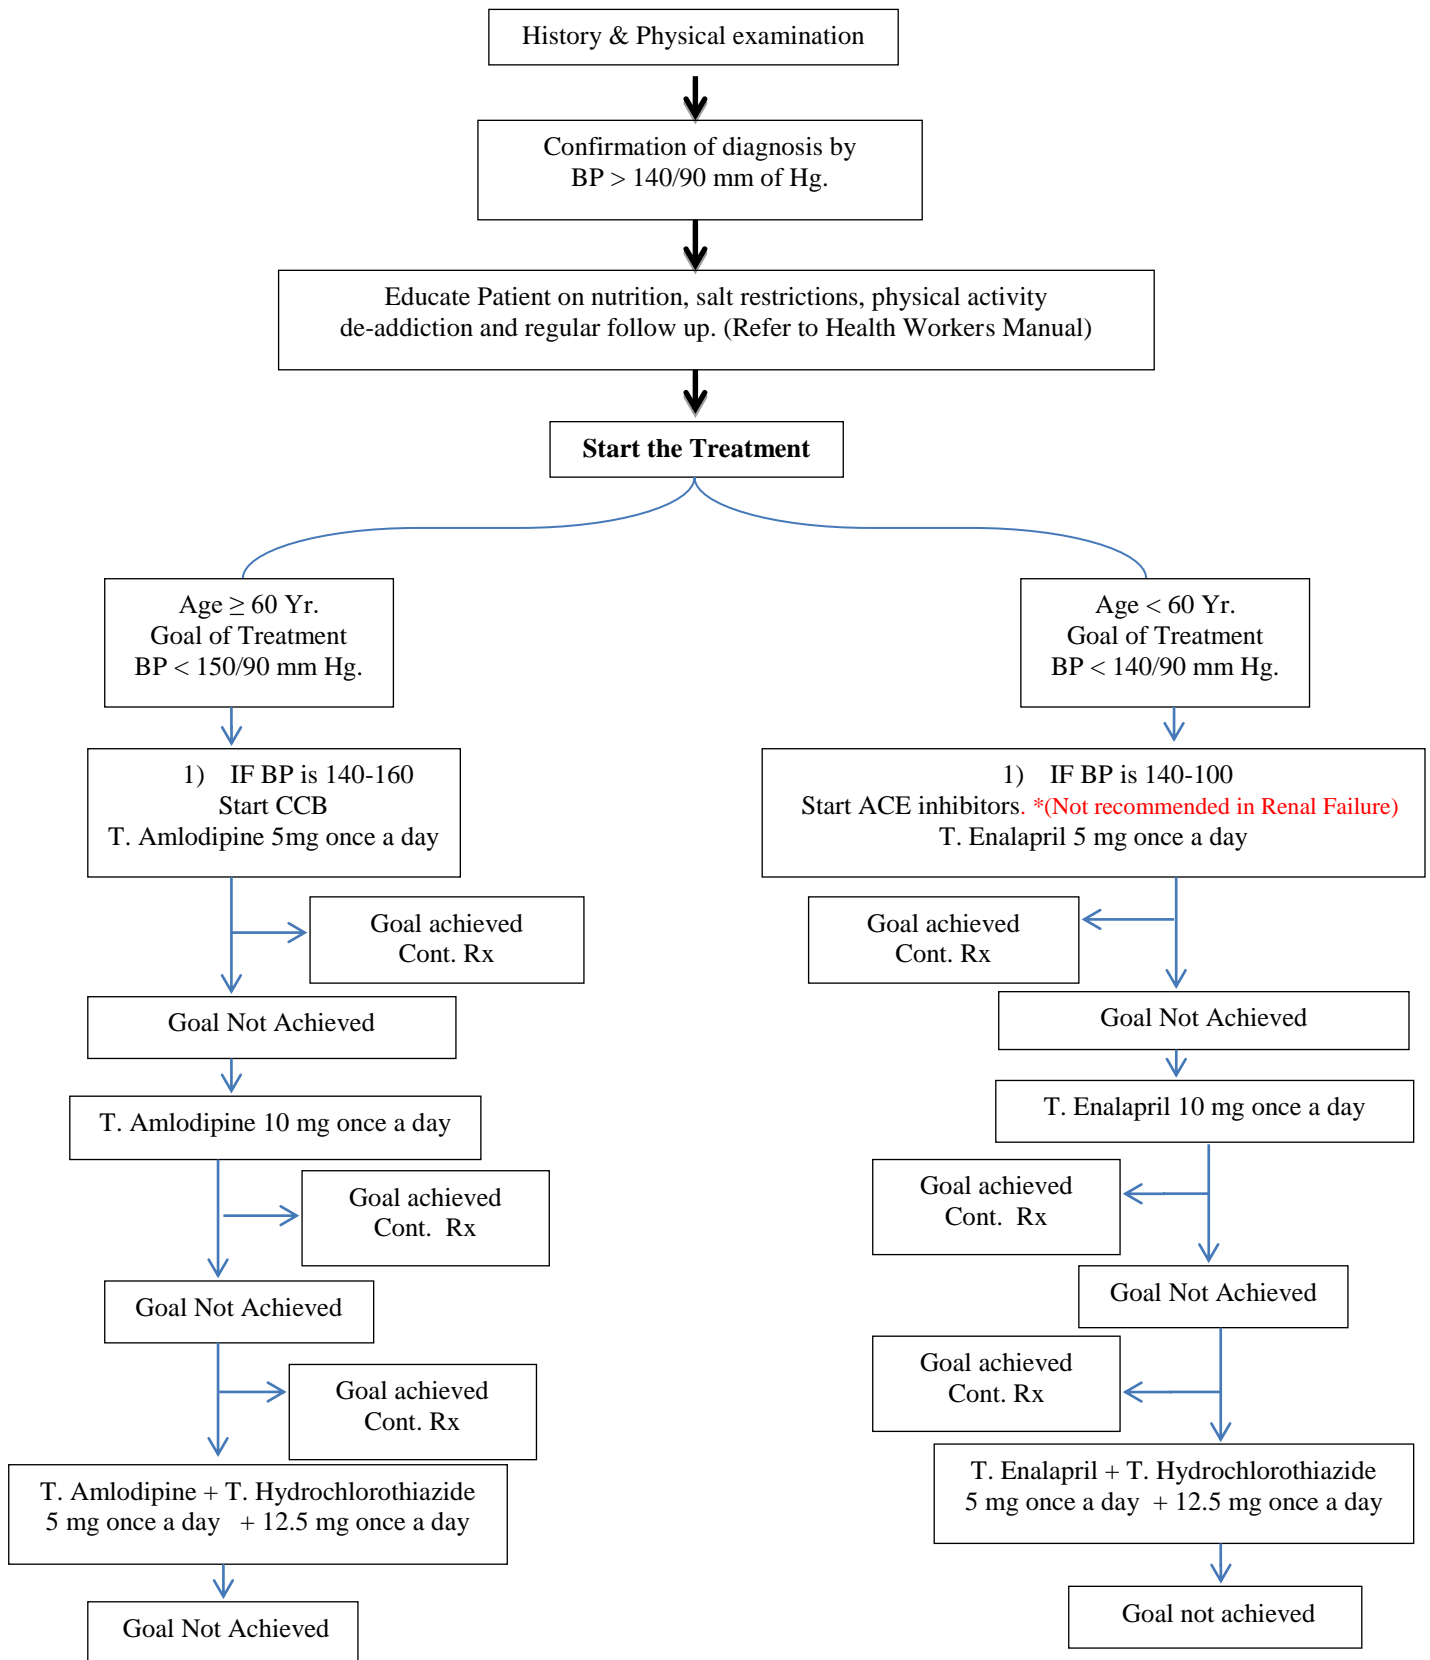 History & Physical examination
Confirmation of diagnosis by
BP > 140/90 mm of Hg.
Educate Patient on nutrition, salt restrictions, physical activity
de-addiction and regular follow up. (Refer to Health Workers Manual)
Start the Treatment
Age ≥ 60 Yr.
Goal of Treatment
BP < 150/90 mm Hg.
1) IF BP is 140-160
Start CCB
T. Amlodipine 5mg once a day
Goal achieved
Cont. Rx
Goal Not Achieved
T. Amlodipine 10 mg once a day
Goal achieved
Cont. Rx
Goal Not Achieved
Goal achieved
Cont. Rx
T. Amlodipine + T. Hydrochlorothiazide
5 mg once a day + 12.5 mg once a day
Goal Not Achieved
Age < 60 Yr.
Goal of Treatment
BP < 140/90 mm Hg.
1) IF BP is 140-100
Start ACE inhibitors. *(Not recommended in Renal Failure)
T. Enalapril 5 mg once a day
Goal achieved
Cont. Rx
Goal Not Achieved
T. Enalapril 10 mg once a day
Goal achieved
Cont. Rx
Goal Not Achieved
Goal achieved
Cont. Rx
T. Enalapril + T. Hydrochlorothiazide
5 mg once a day + 12.5 mg once a day
Goal not achieved